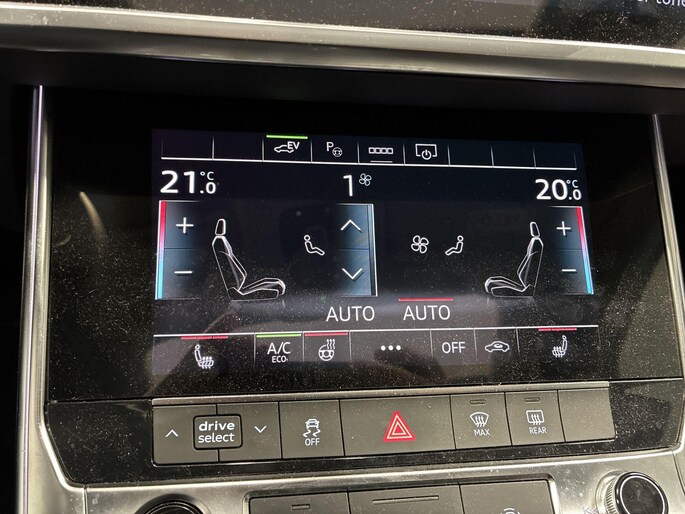 EV P
21.0 °C 1 20.0 °C
AUTO AUTO
A/C
ECO
••• OFF
drive
select
OFF
MAX
REAR